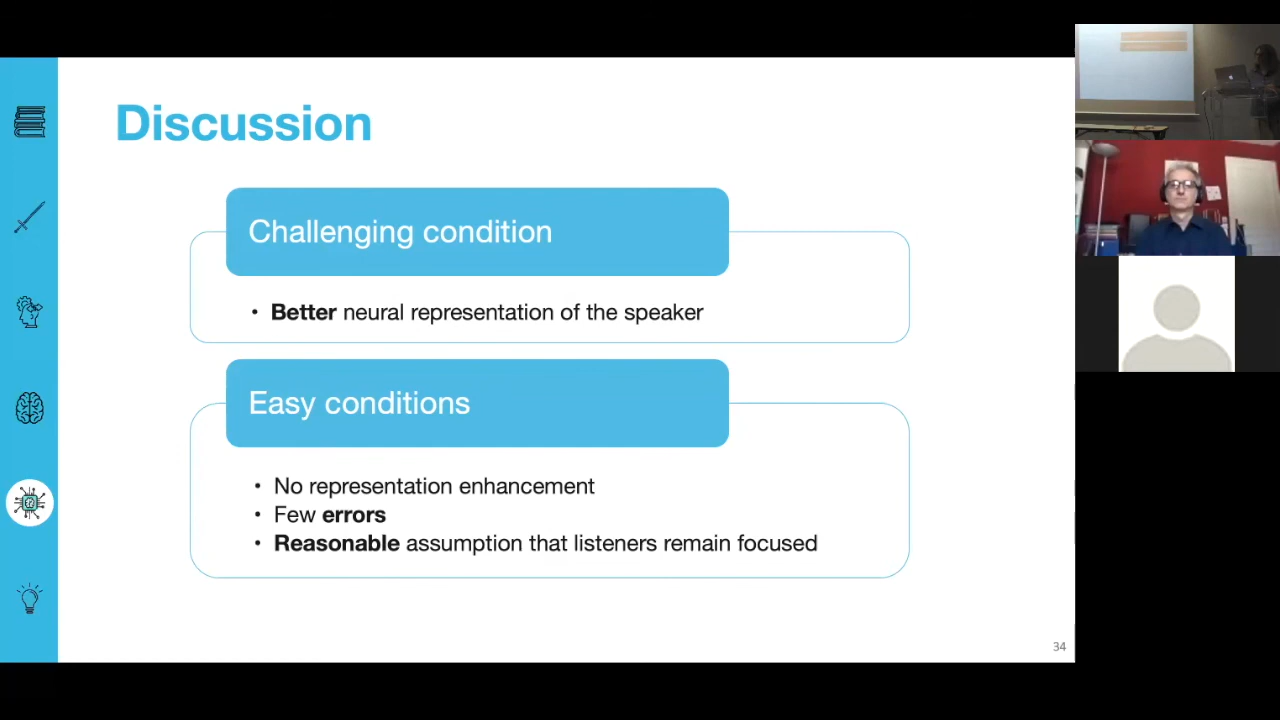 Discussion
Challenging condition
• Better neural representation of the speaker
Easy conditions
• No representation enhancement
• Few errors
• Reasonable assumption that listeners remain focused
34